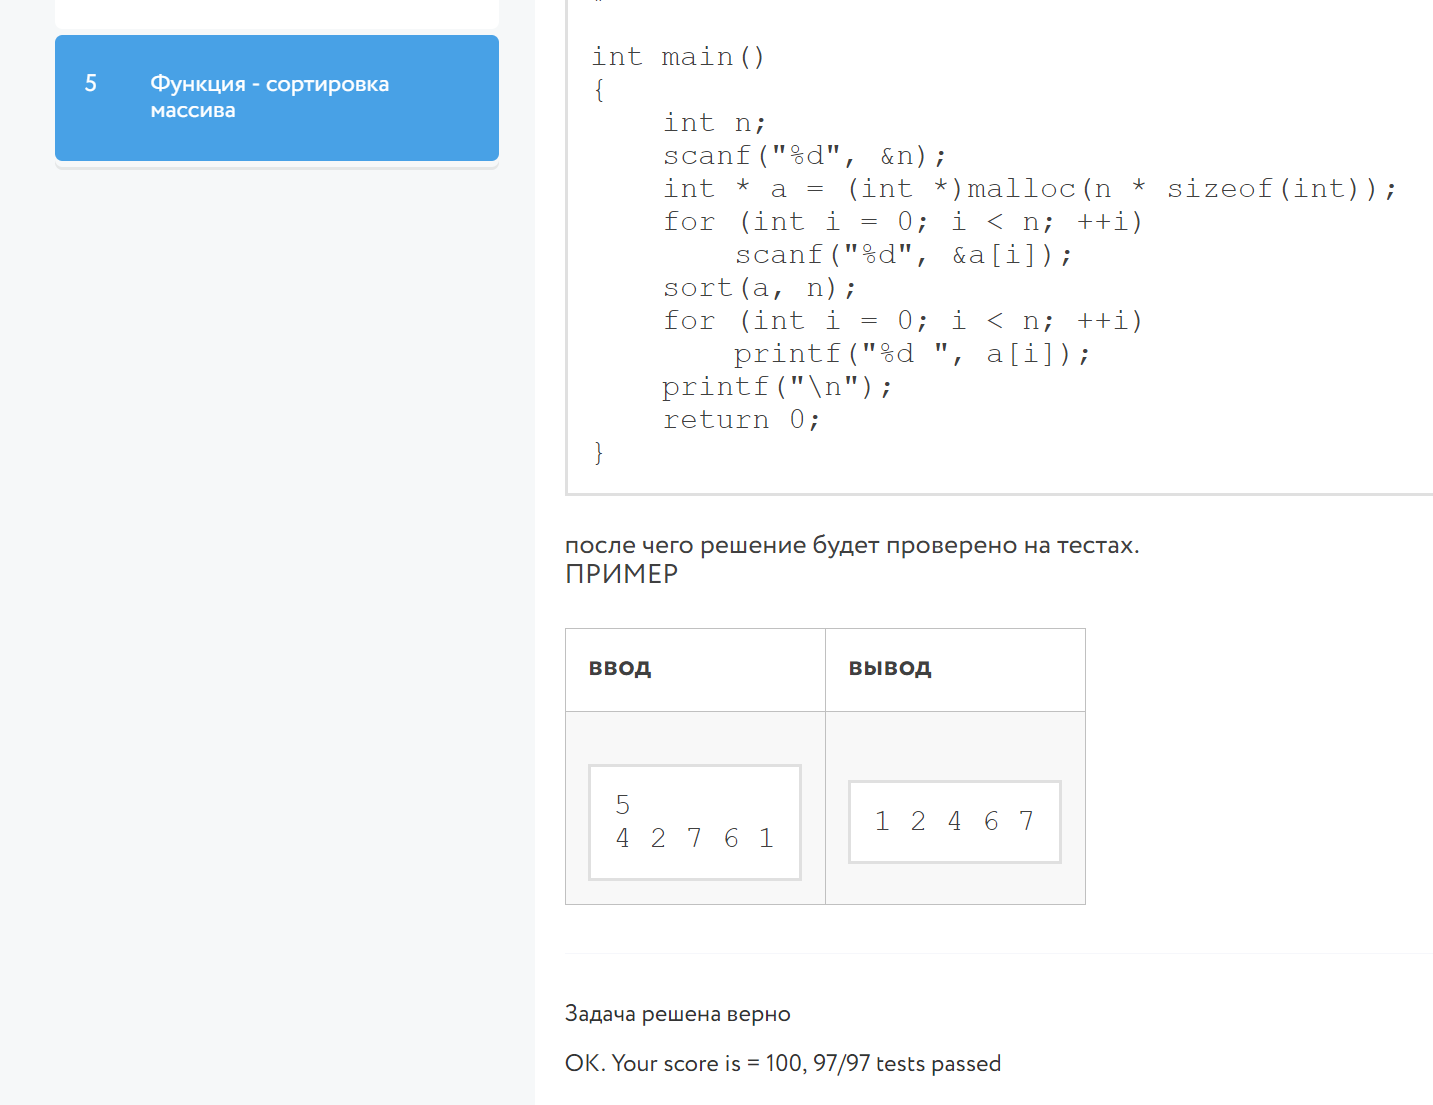 5 Функция - сортировка
массива
int main()
{
int n;
scanf("%d", &n);
int * a = (int *)malloc(n * sizeof(int));
for (int i = 0; i < n; ++i)
scanf("%d", &a[i]);
sort(a, n);
for (int i = 0; i < n; ++i)
printf("%d ", a[i]);
printf("\n");
return 0;
}
после чего решение будет проверено на тестах.
ПРИМЕР
ввод вывод
5
4 2 7 6 1
1 2 4 6 7
Задача решена верно
OK. Your score is = 100, 97/97 tests passed